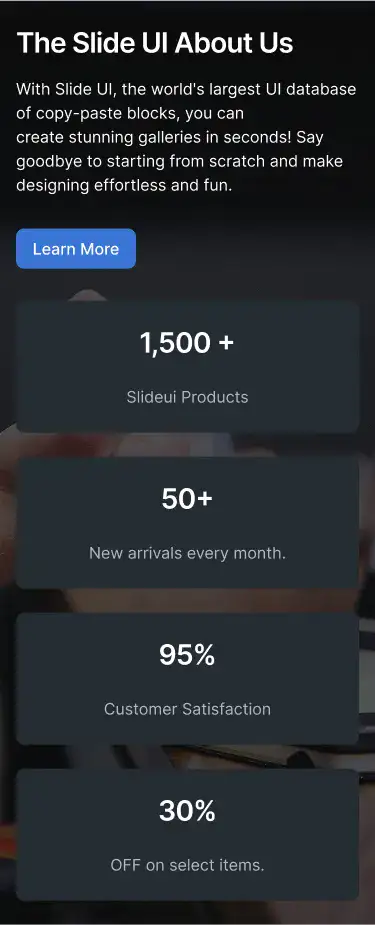 The Slide UI About Us
With Slide UI, the world's largest UI database
of copy-paste blocks, you can
create stunning galleries in seconds! Say
goodbye to starting from scratch and make
designing effortless and fun.
Learn More
1,500 +
Slideui Products
50+
New arrivals every month.
95%
Customer Satisfaction
30%
OFF on select items.